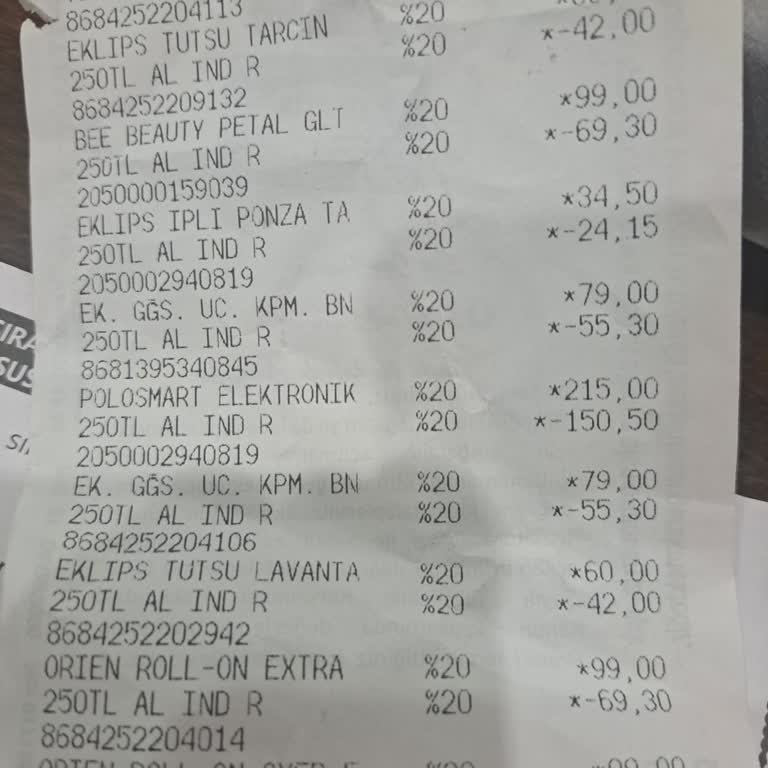 8684252204113 %20
EKLIPS TUTSU TARCIN %20 *-42,00
250TL AL IND R
8684252209132 %20 *99,00
BEE BEAUTY PETAL GLT %20 *-69,30
250TL AL IND R
2050000159039 %20 *34,50
EKLIPS IPLI PONZA TA %20 *-24,15
250TL AL IND R
2050002940819 %20 *79,00
EK. GĞS. UC. KPM. BN %20 *-55,30
250TL AL IND R
8681395340845
POLOSMART ELEKTRONIK %20 *215,00
250TL AL IND R %20 *-150,50
2050002940819
EK. GĞS. UC. KPM. BN %20 *79,00
250TL AL IND R %20 *-55,30
8684252204106
EKLIPS TUTSU LAVANTA %20 *60,00
250TL AL IND R %20 *-42,00
8684252202942
ORIEN ROLL-ON EXTRA %20 *99,00
250TL AL IND R %20 *-69,30
8684252204014